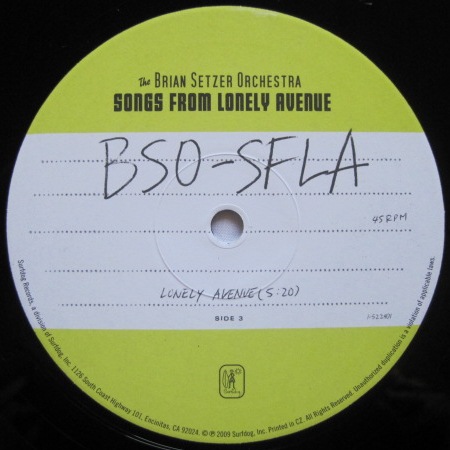 The BRIAN SETZER ORCHESTRA
SONGS FROM LONELY AVENUE
BSO-SFLA
45 RPM
LONELY AVENUE (5:20)
SIDE 3
Surfdog Records, a division of Surfdog, Inc. 1126 South Coast Highway 101, Encinitas, CA 92024. ©℗ 2009 Surfdog, Inc. Printed in CZ. All Rights Reserved. Unauthorized duplication is a violation of applicable laws.